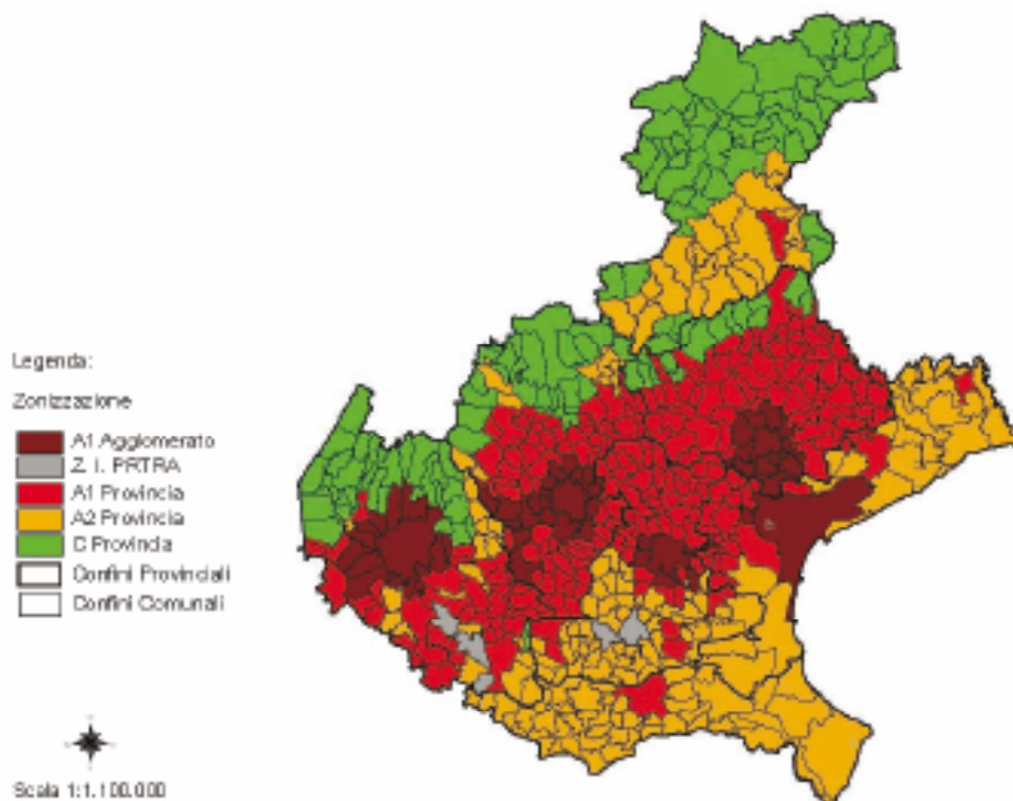 Legenda:
Zonizzazione
A1 Agglomerato
Z. I. PRTRA
A1 Provincia
A2 Provincia
C Provincia
Confini Provinciali
Confini Comunali
Scala 1:1.100.000